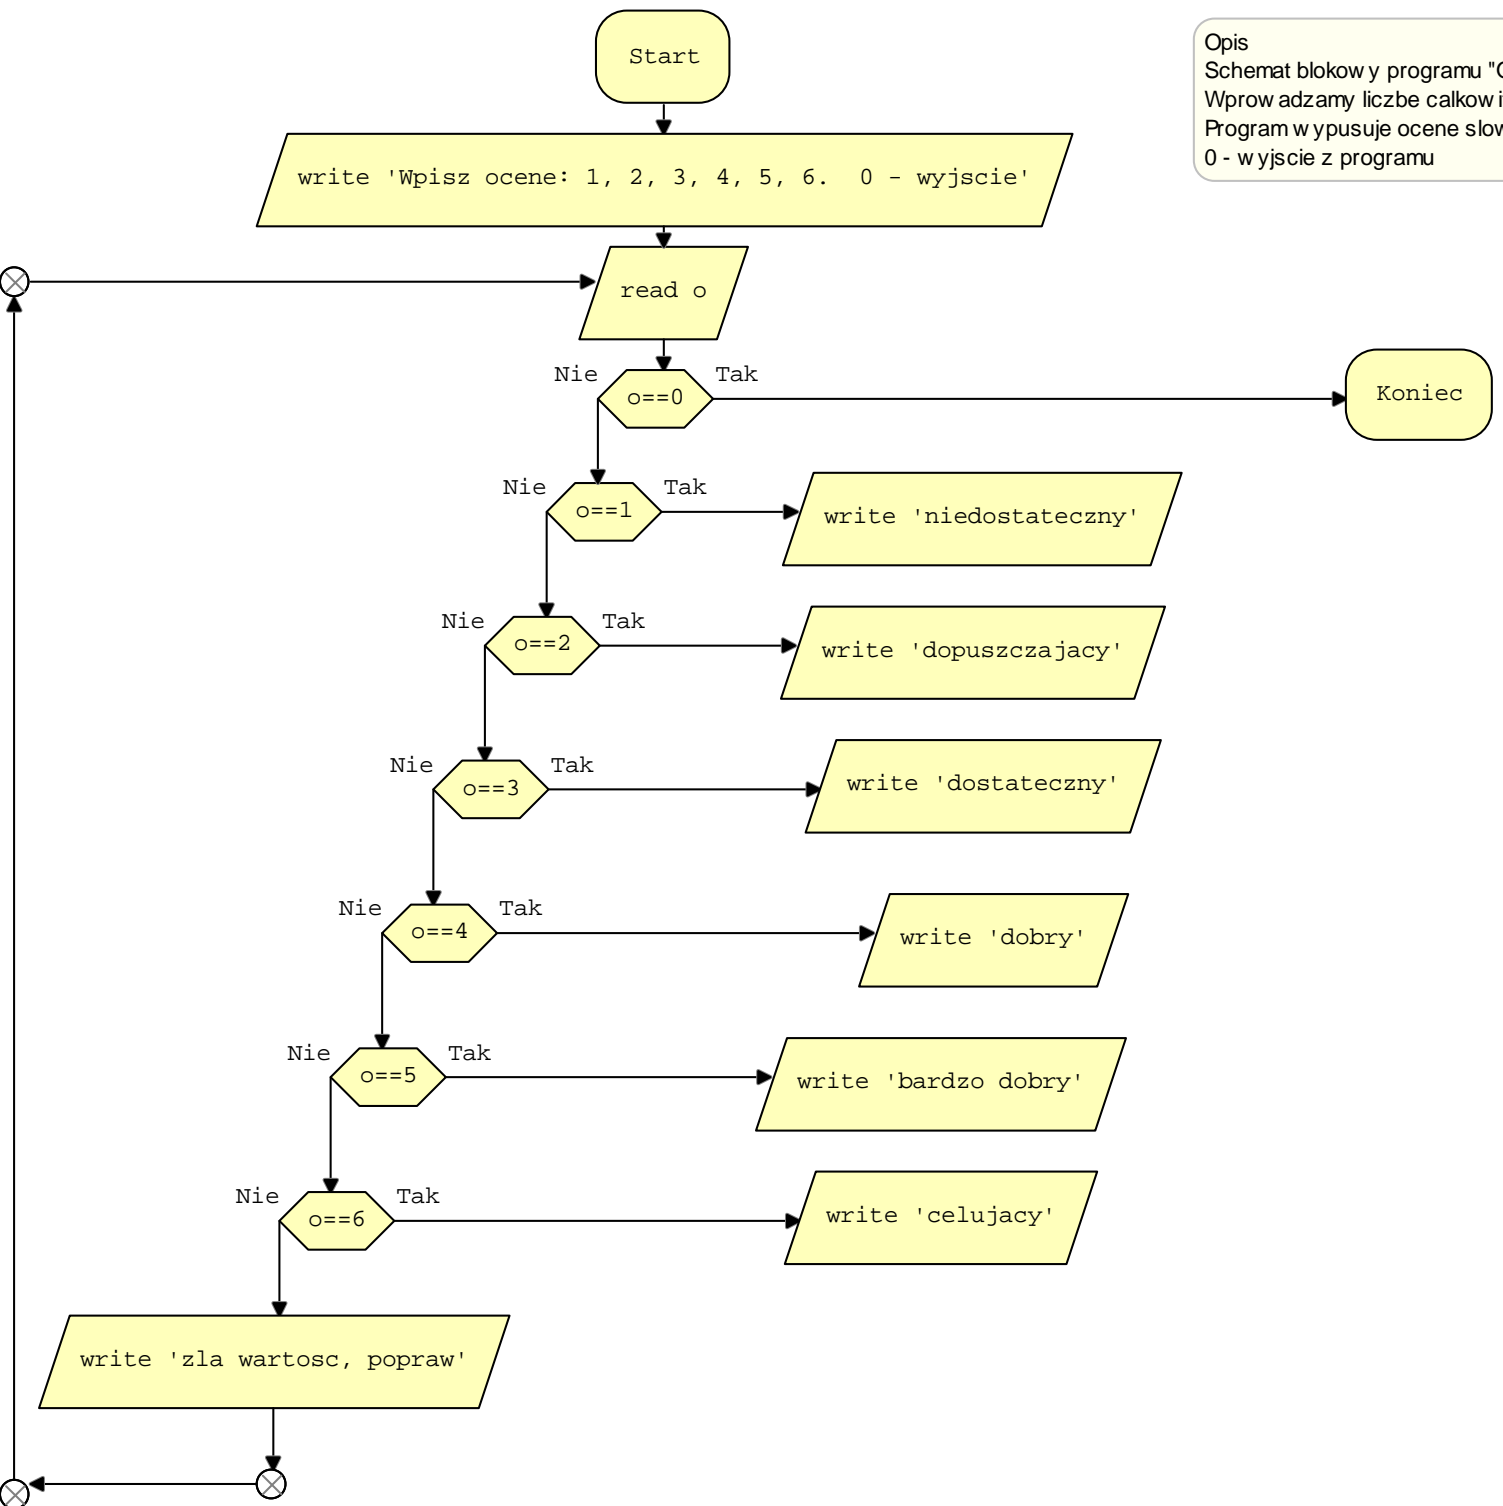 Start
Opis
Schemat blokowy programu "
Wprowadzamy liczbe
Program wypusuje ocene
0 - wyjscie z programu
write 'Wpisz ocene: 1, 2, 3, 4, 5, 6.  0 - wyjscie'
read o
Nie
Tak
o==0
Koniec
Nie
Tak
o==1
write 'niedostateczny'
Nie
Tak
o==2
write 'dopuszczajacy'
Nie
Tak
o==3
write 'dostateczny'
Nie
Tak
o==4
write 'dobry'
Nie
Tak
o==5
write 'bardzo dobry'
Nie
Tak
o==6
write 'celujacy'
write 'zla wartosc, popraw'